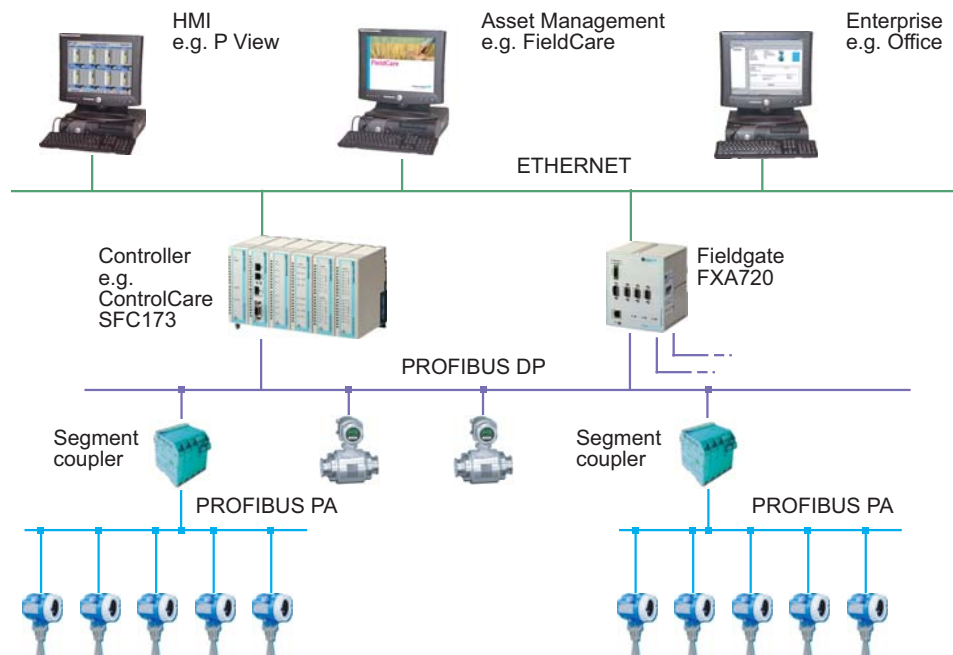 HMI
e.g. P View
Asset Management
e.g. FieldCare
Enterprise
e.g. Office
FieldCare
ETHERNET
Controller
e.g.
ControlCare
SFC173
Fieldgate
FXA720
PROFIBUS DP
Segment
coupler
Segment
coupler
PROFIBUS PA
PROFIBUS PA